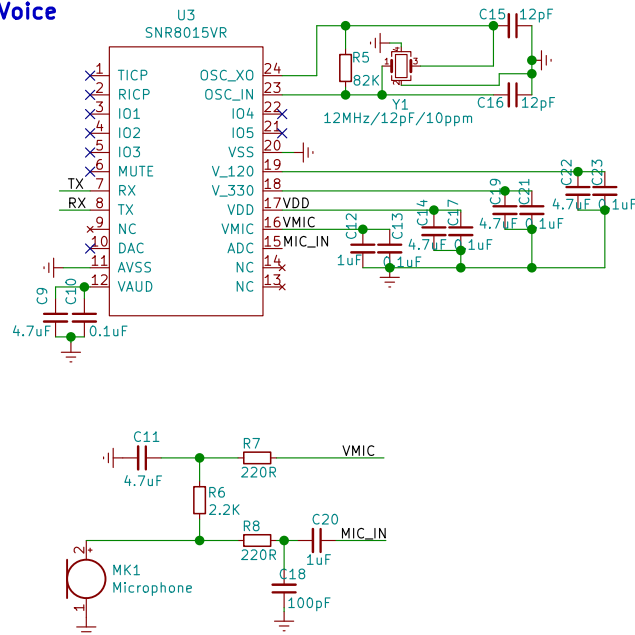 Voice
U3
SNR8015VR
1 TICP
2 RICP
3 IO1
4 IO2
5 IO3
6 MUTE
TX 7 RX
RX 8 TX
9 NC
10 DAC
11 AVSS
12 VAUD
OSC_XO 24
OSC_IN 23
IO4 22
IO5 21
VSS 20
V_120 19
V_330 18
VDD 17 VDD
VMIC 16 VMIC
ADC 15 MIC_IN
NC 14
NC 13
R5
82K
1
3
2
Y1
12MHz/12pF/10ppm
C15 12pF
C16 12pF
C22
4.7uF
C23
0.1uF
C19
4.7uF
C21
0.1uF
C14
4.7uF
C17
0.1uF
C12
1uF
C13
0.1uF
C9
4.7uF
C10
0.1uF
C11
4.7uF
R7
220R
VMIC
R6
2.2K
R8
220R
C20
1uF
MIC_IN
C18
100pF
2 +
MK1
Microphone
1